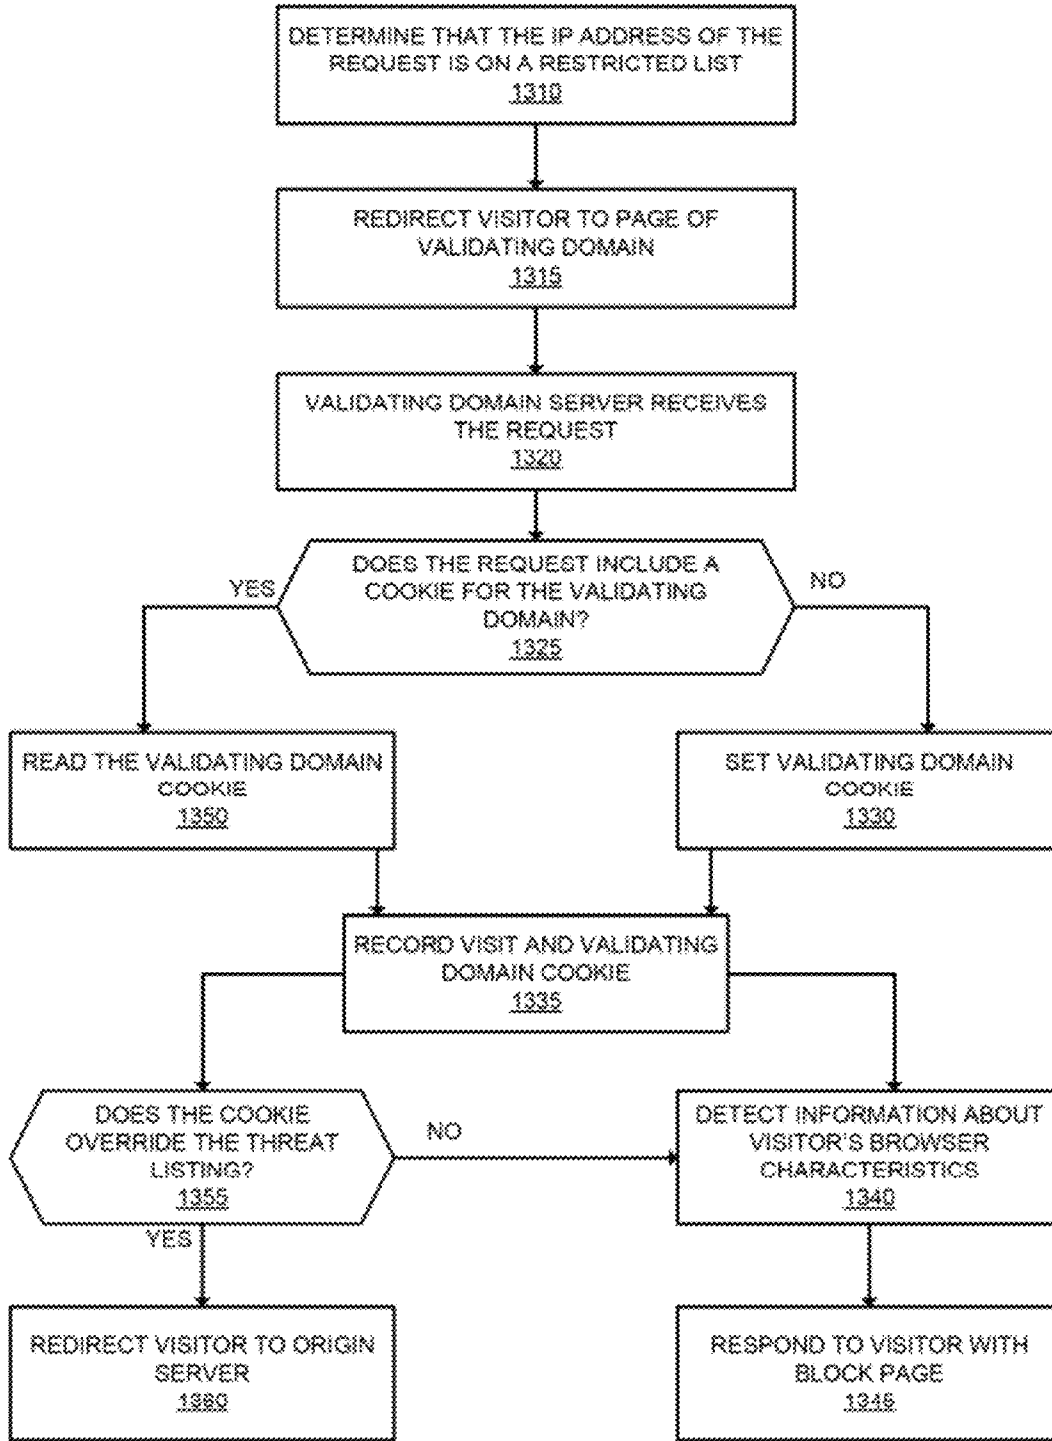 DETERMINE THAT THE IP ADDRESS OF THE
REQUEST IS ON A RESTRICTED LIST
1310
REDIRECT VISITOR TO PAGE OF
VALIDATING DOMAIN
1315
VALIDATING DOMAIN SERVER RECEIVES
THE REQUEST
1320
DOES THE REQUEST INCLUDE A
COOKIE FOR THE VALIDATING
DOMAIN?
1325
YES
NO
READ THE VALIDATING DOMAIN
COOKIE
1350
SET VALIDATING DOMAIN
COOKIE
1330
RECORD VISIT AND VALIDATING
DOMAIN COOKIE
1335
DOES THE COOKIE
OVERRIDE THE THREAT
LISTING?
1355
NO
YES
DETECT INFORMATION ABOUT
VISITOR'S BROWSER
CHARACTERISTICS
1340
REDIRECT VISITOR TO ORIGIN
SERVER
1360
RESPOND TO VISITOR WITH
BLOCK PAGE
1345